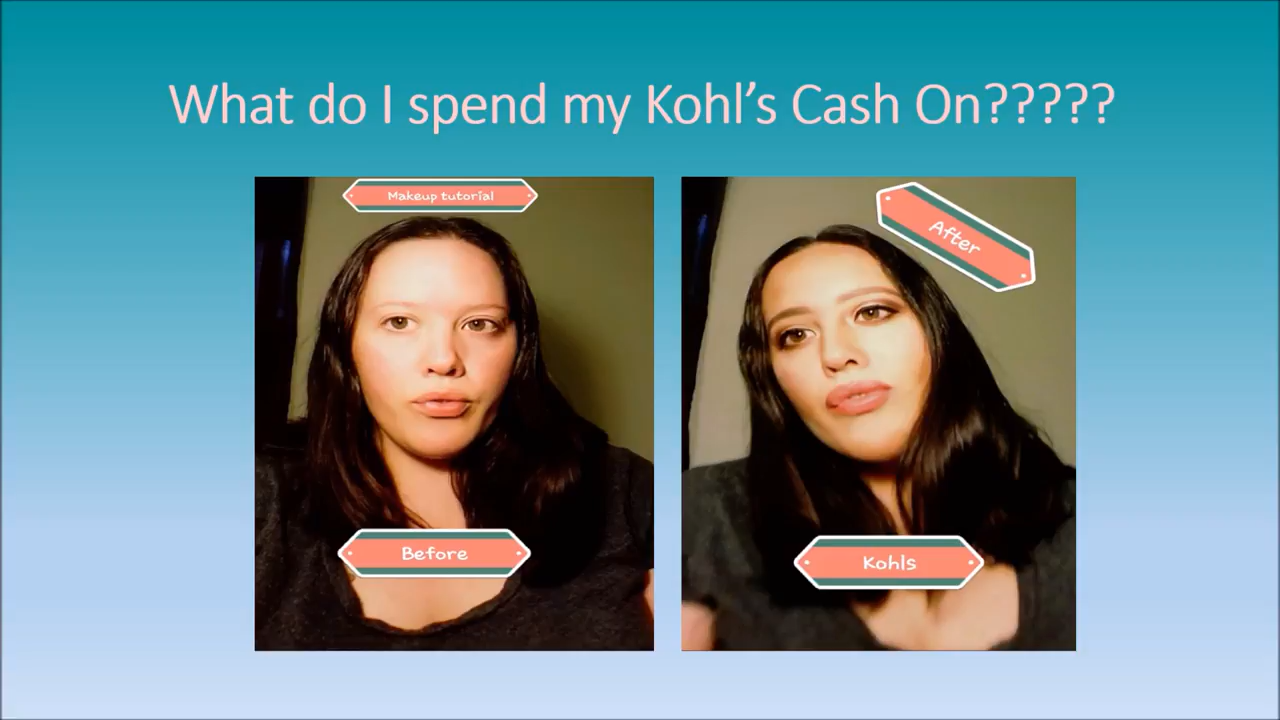 What do I spend my Kohl’s Cash On?????
Makeup tutorial
After
Before
Kohls